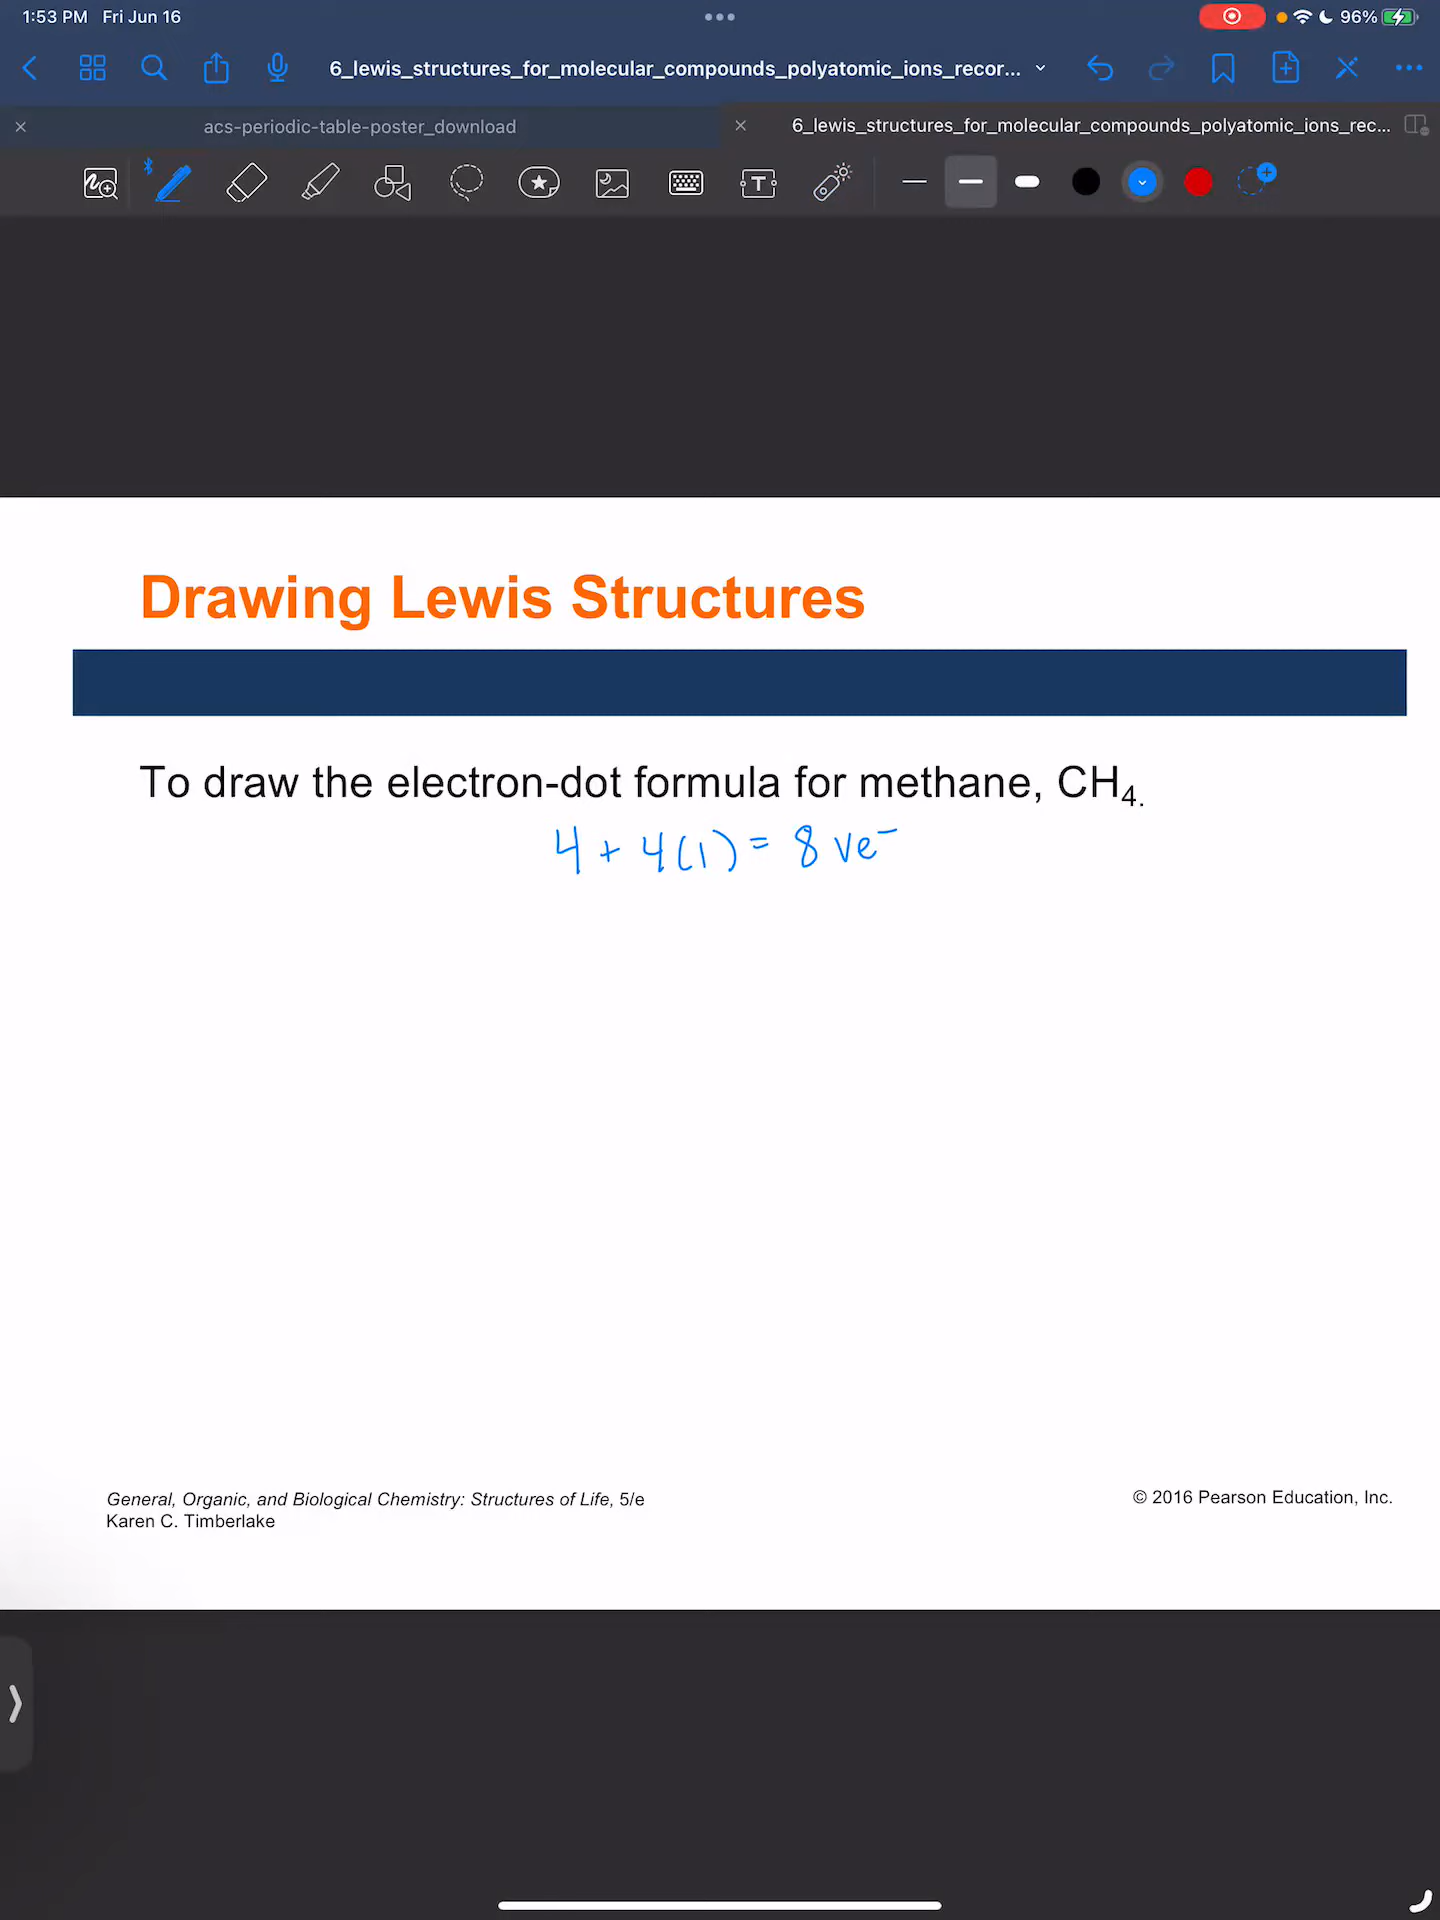 1:53 PM Fri Jun 16
96%
6_lewis_structures_for_molecular_compounds_polyatomic_ions_recor...
acs-periodic-table-poster_download
6_lewis_structures_for_molecular_compounds_polyatomic_ions_rec...
T
Drawing Lewis Structures
To draw the electron-dot formula for methane, CH₄.
4 + 4(1) = 8 ve⁻
General, Organic, and Biological Chemistry: Structures of Life, 5/e
Karen C. Timberlake
© 2016 Pearson Education, Inc.